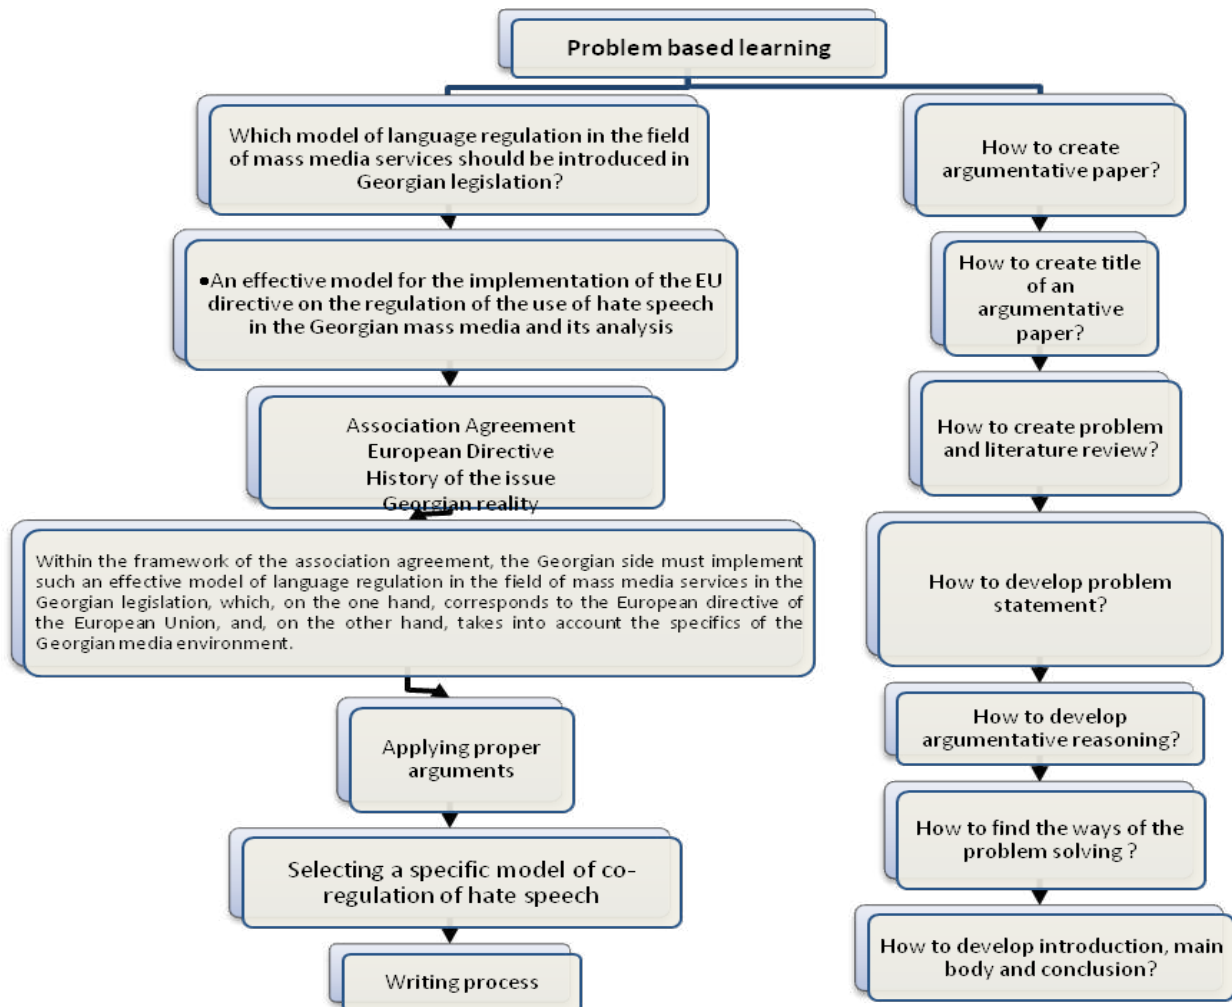 Problem based learning
Which model of language regulation in the field
of mass media services should be introduced in
Georgian legislation?
•An effective model for the implementation of the EU
directive on the regulation of the use of hate speech
in the Georgian mass media and its analysis
Association Agreement
European Directive
History of the issue
Georgian reality
Within the framework of the association agreement, the Georgian side must implement
such an effective model of language regulation in the field of mass media services in the
Georgian legislation, which, on the one hand, corresponds to the European directive of
the European Union, and, on the other hand, takes into account the specifics of the
Georgian media environment.
Applying proper
arguments
Selecting a specific model of co-
regulation of hate speech
Writing process
How to create
argumentative paper?
How to create title
of an
argumentative
paper?
How to create problem
and literature review?
How to develop problem
statement?
How to develop
argumentative reasoning?
How to find the ways of the
problem solving ?
How to develop introduction, main
body and conclusion?